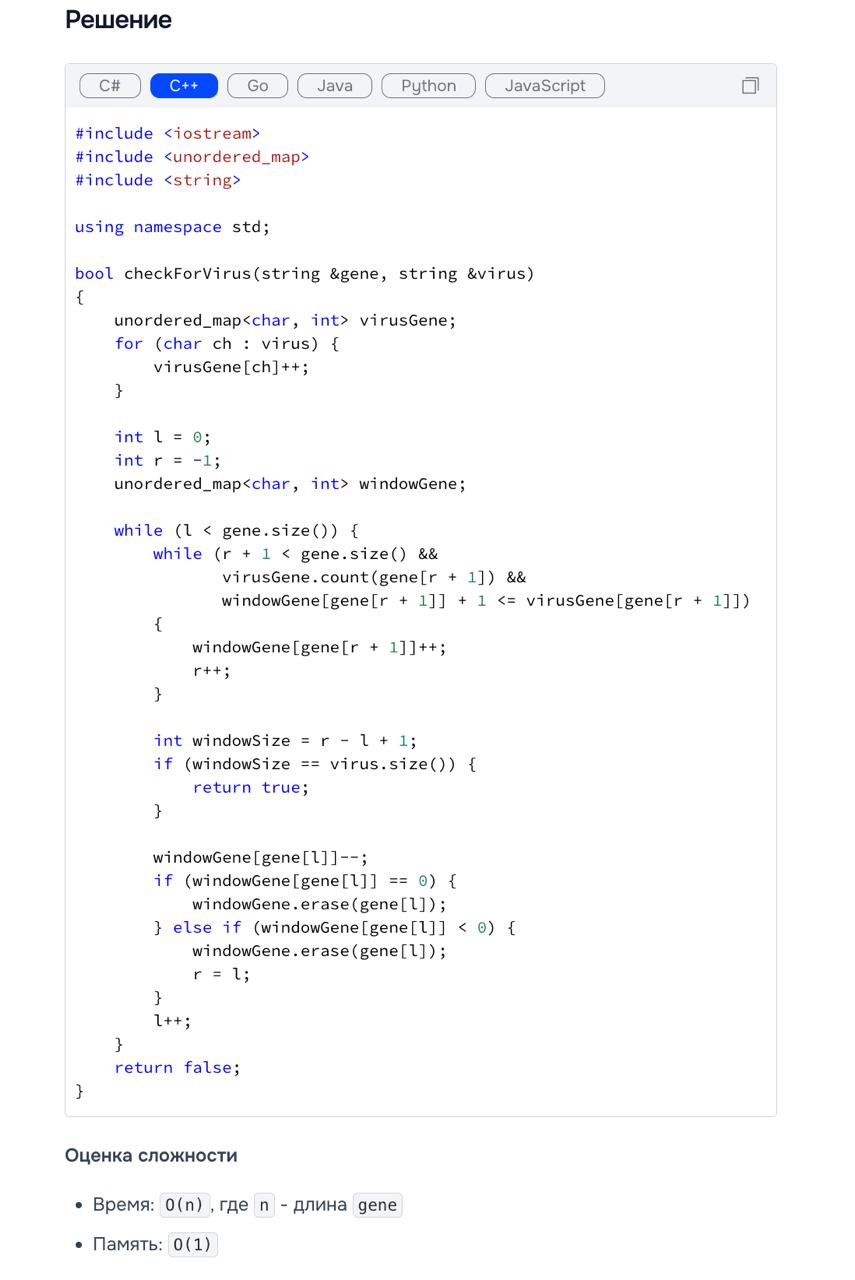 Решение
C# C++ Go Java Python JavaScript
#include <iostream>
#include <unordered_map>
#include <string>
using namespace std;
bool checkForVirus(string &gene, string &virus)
{
    unordered_map<char, int> virusGene;
    for (char ch : virus) {
        virusGene[ch]++;
    }
    int l = 0;
    int r = -1;
    unordered_map<char, int> windowGene;
    while (l < gene.size()) {
        while (r + 1 < gene.size() &&
               virusGene.count(gene[r + 1]) &&
               windowGene[gene[r + 1]] + 1 <= virusGene[gene[r + 1]])
        {
            windowGene[gene[r + 1]]++;
            r++;
        }
        int windowSize = r - l + 1;
        if (windowSize == virus.size()) {
            return true;
        }
        windowGene[gene[l]]--;
        if (windowGene[gene[l]] == 0) {
            windowGene.erase(gene[l]);
        } else if (windowGene[gene[l]] < 0) {
            windowGene.erase(gene[l]);
            r = l;
        }
        l++;
    }
    return false;
}
Оценка сложности
• Время: O(n), где n - длина gene
• Память: O(1)